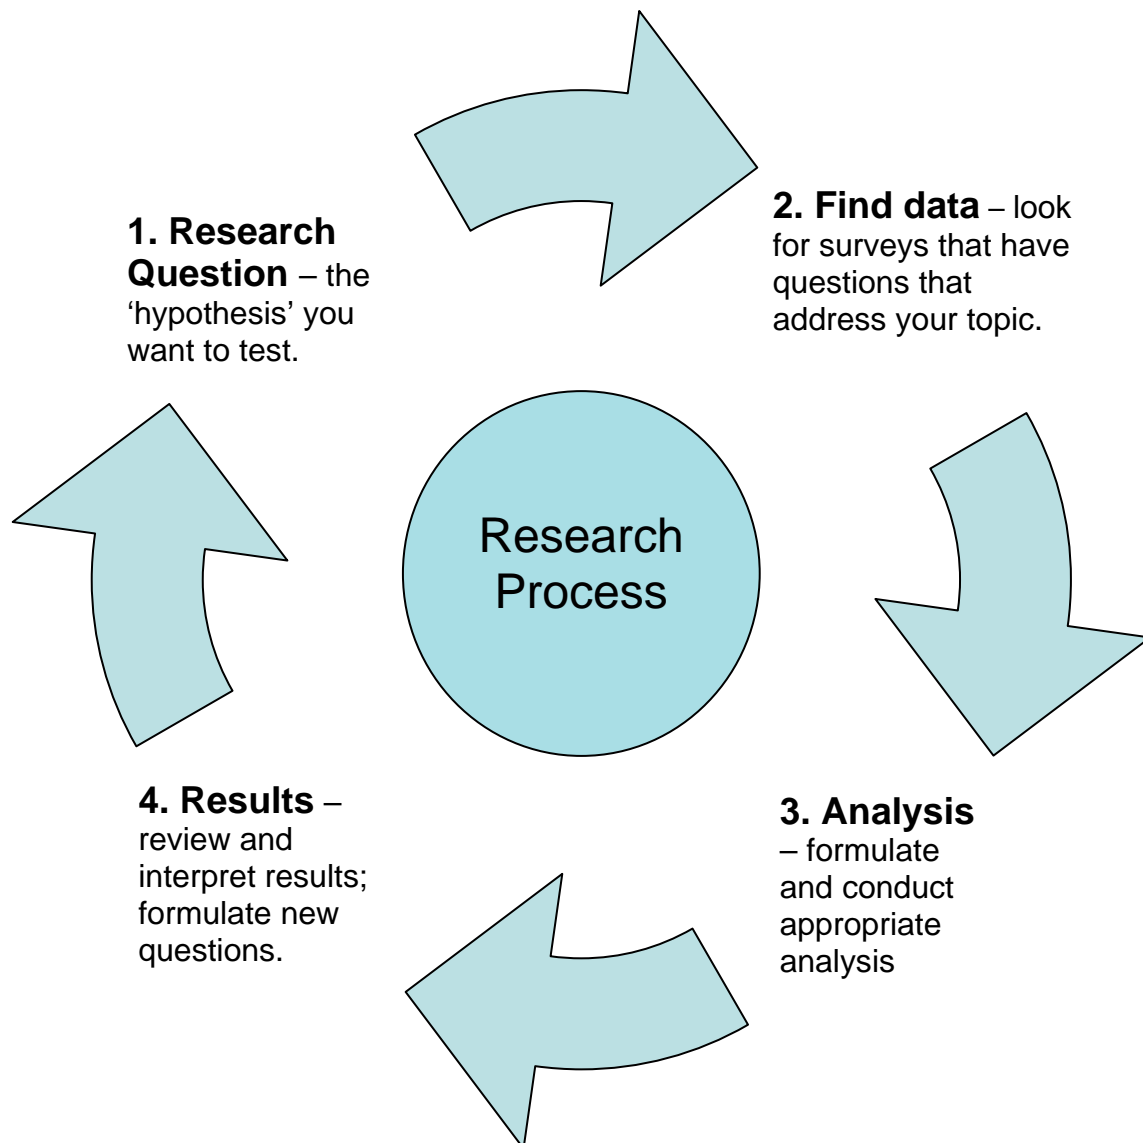 1. Research
Question – the
‘hypothesis’ you
want to test.
2. Find data – look
for surveys that have
questions that
address your topic.
Research
Process
3. Analysis
– formulate
and conduct
appropriate
analysis
4. Results –
review and
interpret results;
formulate new
questions.